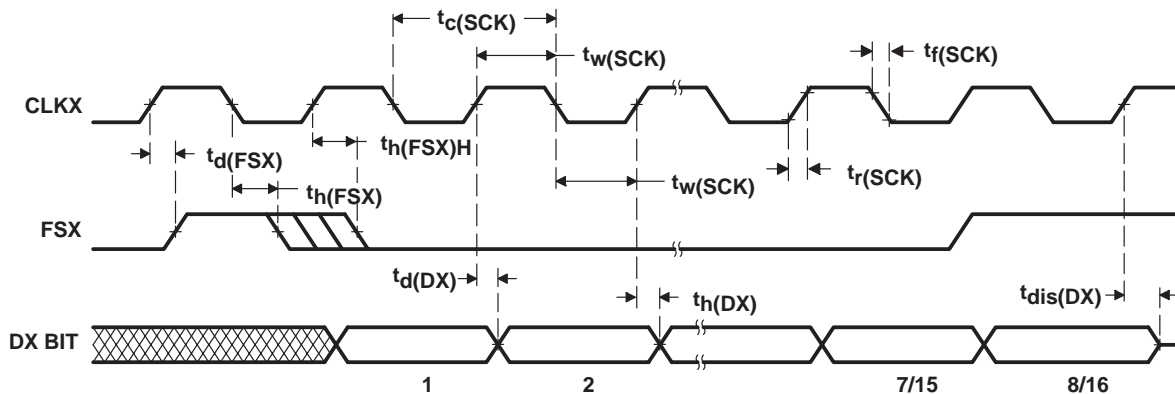 tc(SCK)
tw(SCK)
tf(SCK)
CLKX
th(FSX)H
td(FSX)
tr(SCK)
th(FSX)
tw(SCK)
FSX
td(DX)
th(DX)
tdis(DX)
DX BIT
1 2 7/15 8/16